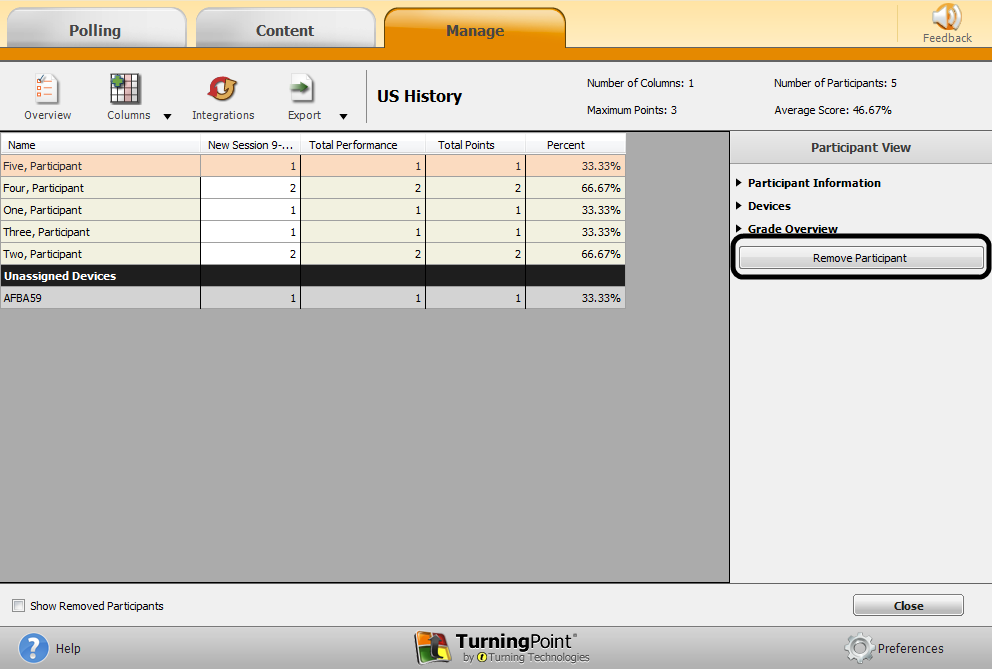 Polling
Content
Manage
Feedback
Overview
Columns
Integrations
Export
US History
Number of Columns: 1
Number of Participants: 5
Maximum Points: 3
Average Score: 46.67%
Name New Session 9-... Total Performance Total Points Percent
Five, Participant 1 1 1 33.33%
Four, Participant 2 2 2 66.67%
One, Participant 1 1 1 33.33%
Three, Participant 1 1 1 33.33%
Two, Participant 2 2 2 66.67%
Unassigned Devices
AFBA59 1 1 1 33.33%
Participant View
Participant Information
Devices
Grade Overview
Remove Participant
Show Removed Participants
Close
? Help
TurningPoint®
by Turning Technologies
Preferences